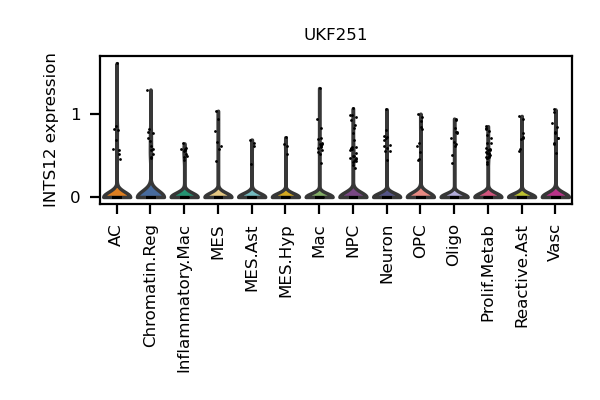 UKF251
INTS12 expression
1
0
AC
Chromatin.Reg
Inflammatory.Mac
MES
MES.Ast
MES.Hyp
Mac
NPC
Neuron
OPC
Oligo
Prolif.Metab
Reactive.Ast
Vasc